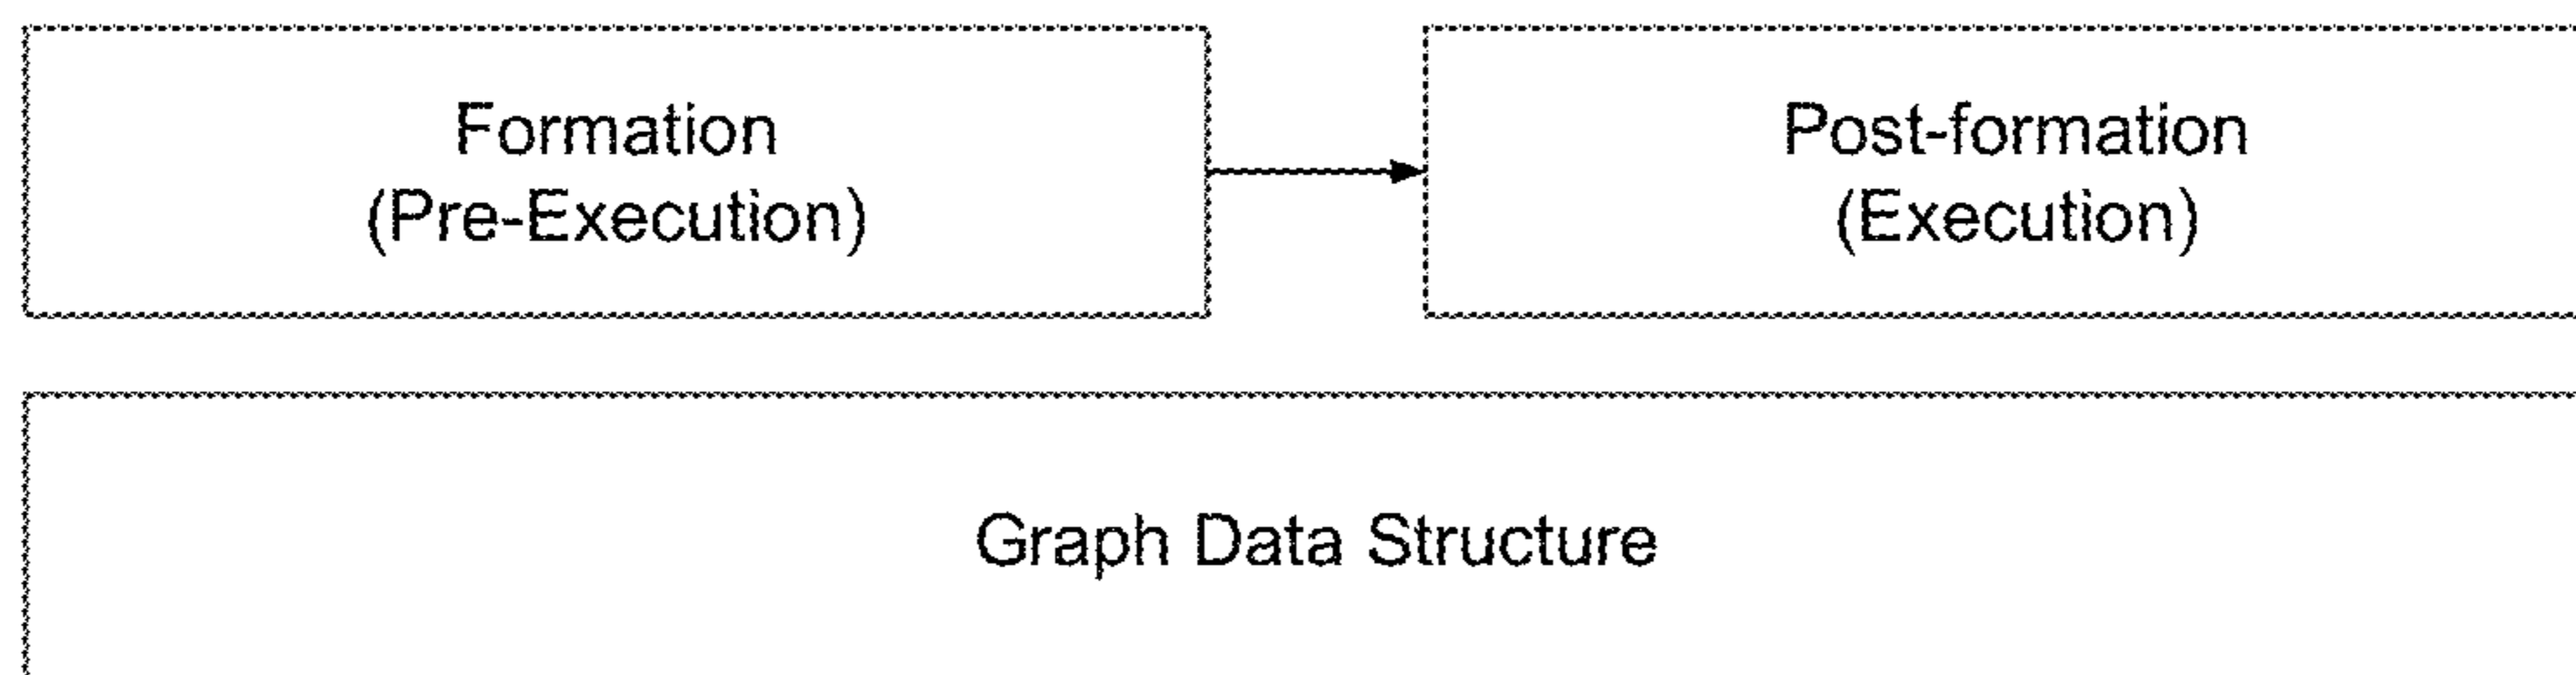 Formation
(Pre-Execution)
Post-formation
(Execution)
Graph Data Structure